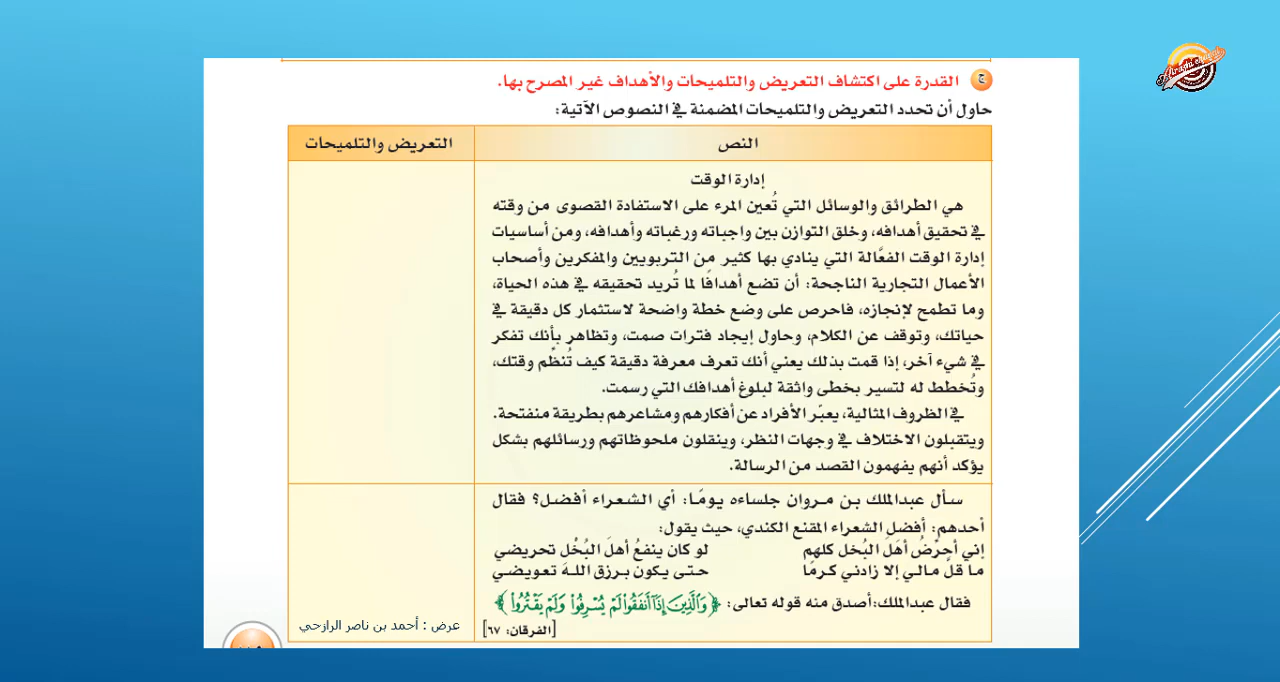 ج القدرة على اكتشاف التعريض والتلميحات والأهداف غير المصرح بها.
حاول أن تحدد التعريض والتلميحات المضمنة في النصوص الآتية:
النص
التعريض والتلميحات
إدارة الوقت
هي الطرائق والوسائل التي تُعين المرء على الاستفادة القصوى من وقته
في تحقيق أهدافه، وخلق التوازن بين واجباته ورغباته وأهدافه، ومن أساسيات
إدارة الوقت الفعَّالة التي ينادي بها كثير من التربويين والمفكرين وأصحاب
الأعمال التجارية الناجحة: أن تضع أهدافًا لما تُريد تحقيقه في هذه الحياة،
وما تطمح لإنجازه، فاحرص على وضع خطة واضحة لاستثمار كل دقيقة في
حياتك، وتوقف عن الكلام، وحاول إيجاد فترات صمت، وتظاهر بأنك تفكر
في شيء آخر، إذا قمت بذلك يعني أنك تعرف معرفة دقيقة كيف تُنظِّم وقتك،
وتُخطط له لتسير بخطى واثقة لبلوغ أهدافك التي رسمت.
في الظروف المثالية، يعبّر الأفراد عن أفكارهم ومشاعرهم بطريقة منفتحة.
ويتقبلون الاختلاف في وجهات النظر، وينقلون ملحوظاتهم ورسائلهم بشكل
يؤكد أنهم يفهمون القصد من الرسالة.
سأل عبدالملك بن مروان جلساءه يومًا: أي الشعراء أفضل؟ فقال
أحدهم: أفضل الشعراء المقنع الكندي، حيث يقول:
إني أحرِّضُ أهلَ البُخل كلهم لو كان ينفعُ أهلَ البُخْلِ تحريضي
ما قلَّ مالي إلا زادني كرمًا حتى يكون برزق اللهَ تعويضي
فقال عبدالملك:أصدق منه قوله تعالى: ﴿وَٱلَّذِينَ إِذَآ أَنفَقُوا۟ لَمْ يُسْرِفُوا۟ وَلَمْ يَقْتُرُوا۟﴾
[الفرقان: ٦٧]
عرض : أحمد بن ناصر الرازحي